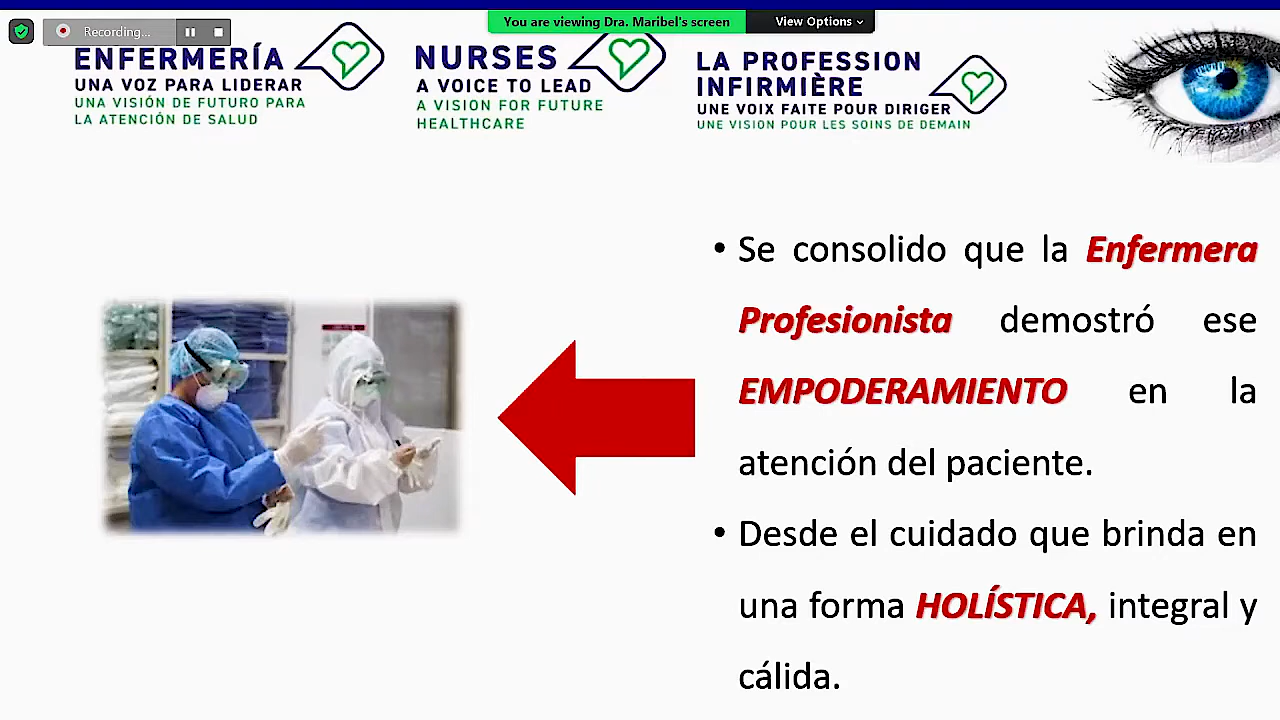 You are viewing Dra. Maribel's screen
View Options
Recording...
ENFERMERÍA
UNA VOZ PARA LIDERAR
UNA VISIÓN DE FUTURO PARA
LA ATENCIÓN DE SALUD
NURSES
A VOICE TO LEAD
A VISION FOR FUTURE
HEALTHCARE
LA PROFESSION
INFIRMIÈRE
UNE VOIX FAITE POUR DIRIGER
UNE VISION POUR LES SOINS DE DEMAIN
• Se consolido que la Enfermera
Profesionista demostró ese
EMPODERAMIENTO en la
atención del paciente.
• Desde el cuidado que brinda en
una forma HOLÍSTICA, integral y
cálida.